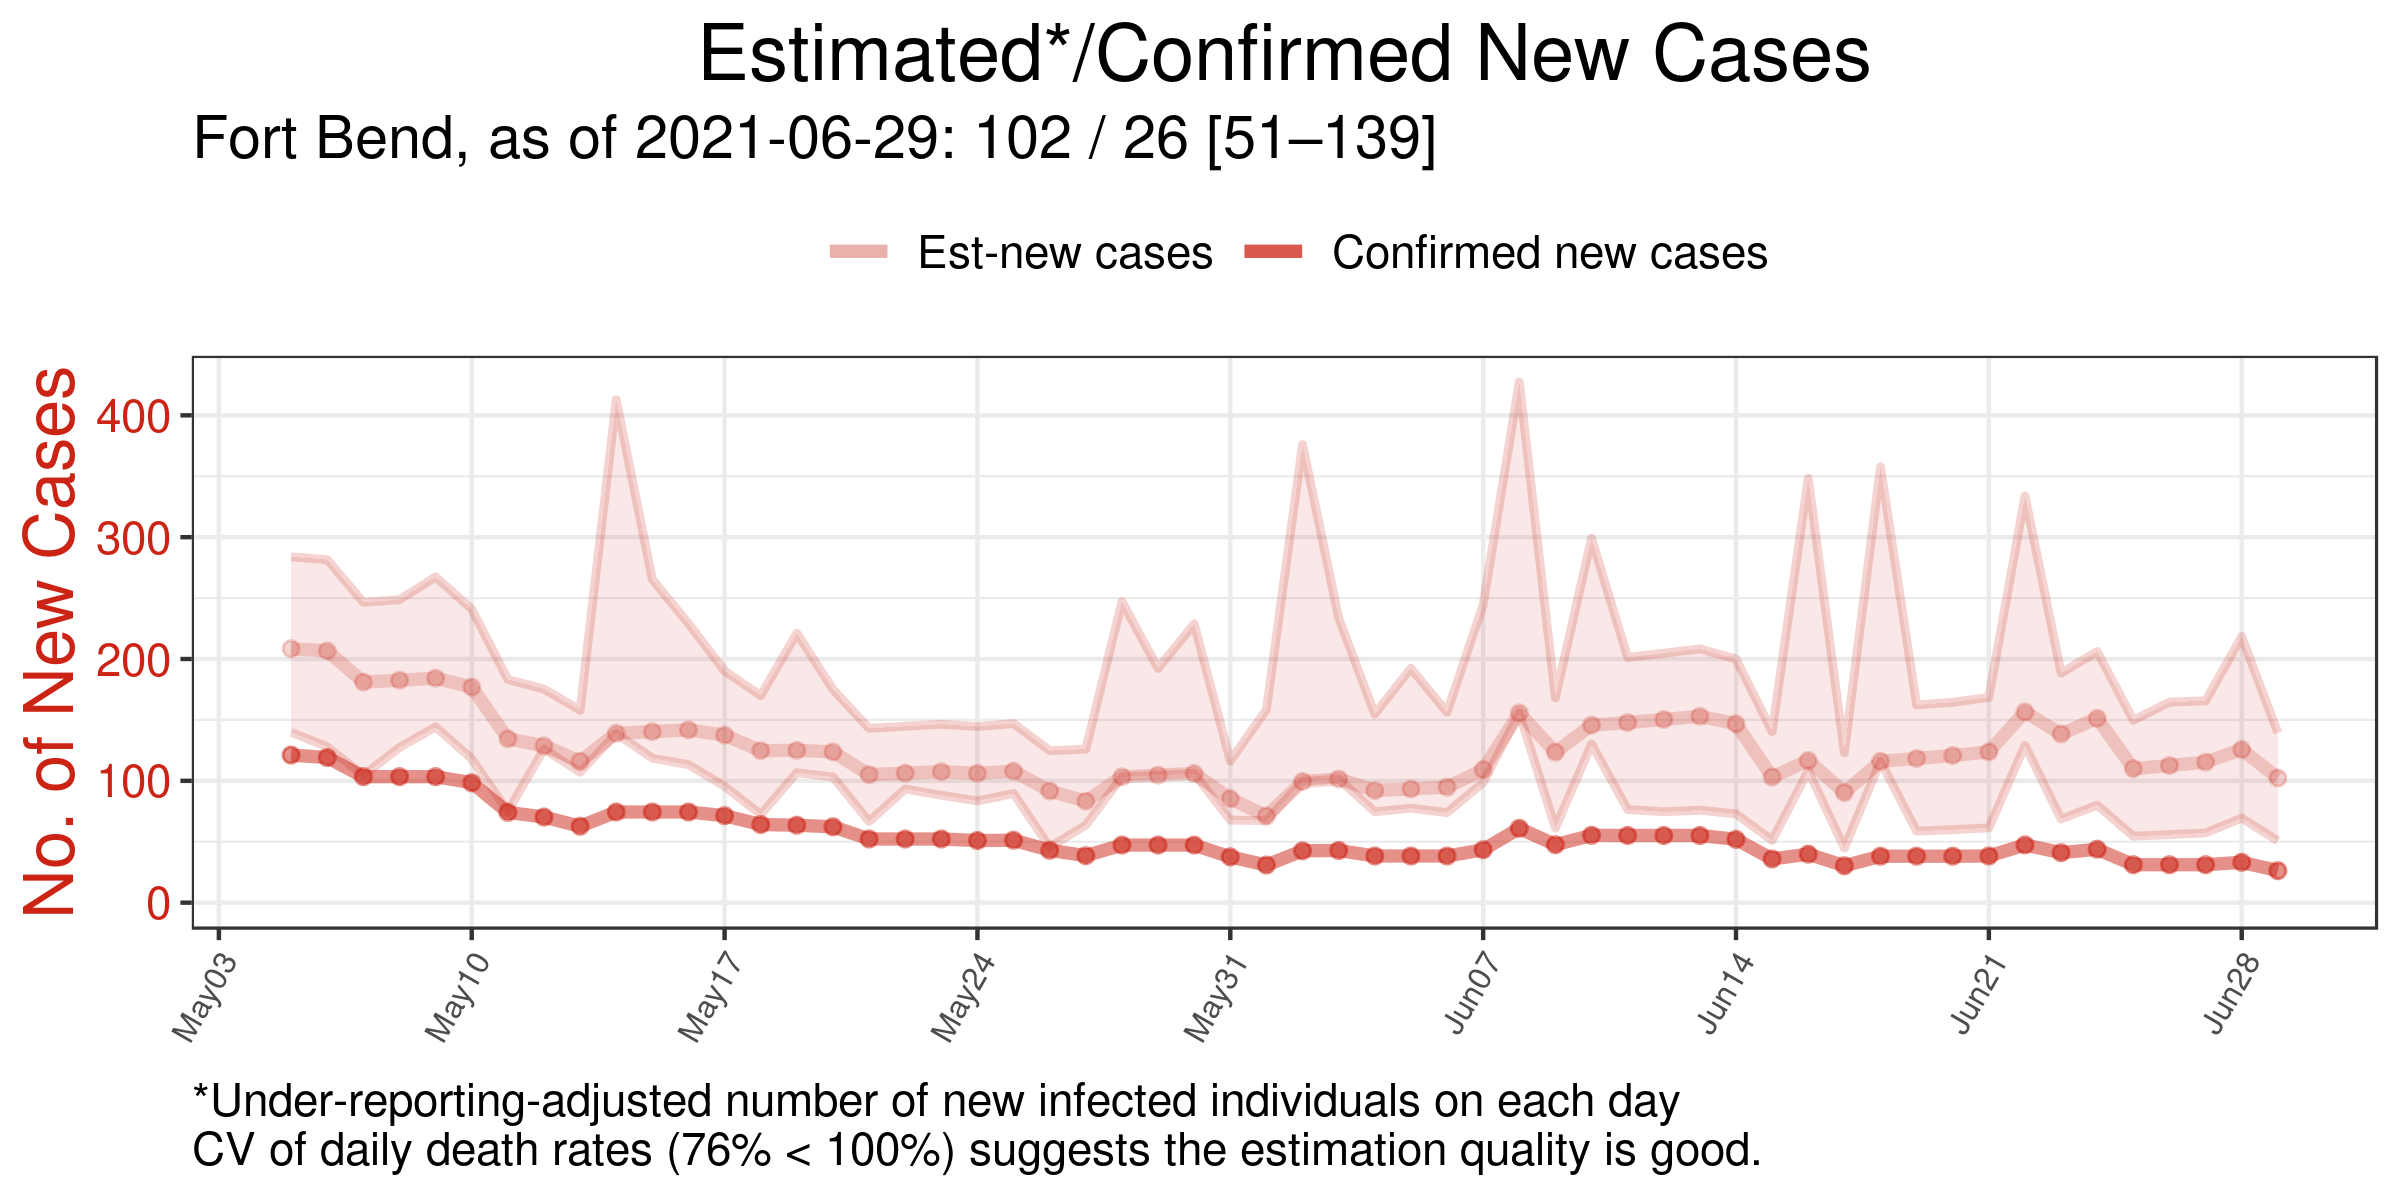 Estimated*/Confirmed New Cases
Fort Bend, as of 2021-06-29: 102 / 26 [51–139]
Est-new cases
Confirmed new cases
No. of New Cases
400
300
200
100
0
May03
May10
May17
May24
May31
Jun07
Jun14
Jun21
Jun28
*Under-reporting-adjusted number of new infected individuals on each day
CV of daily death rates (76% < 100%) suggests the estimation quality is good.